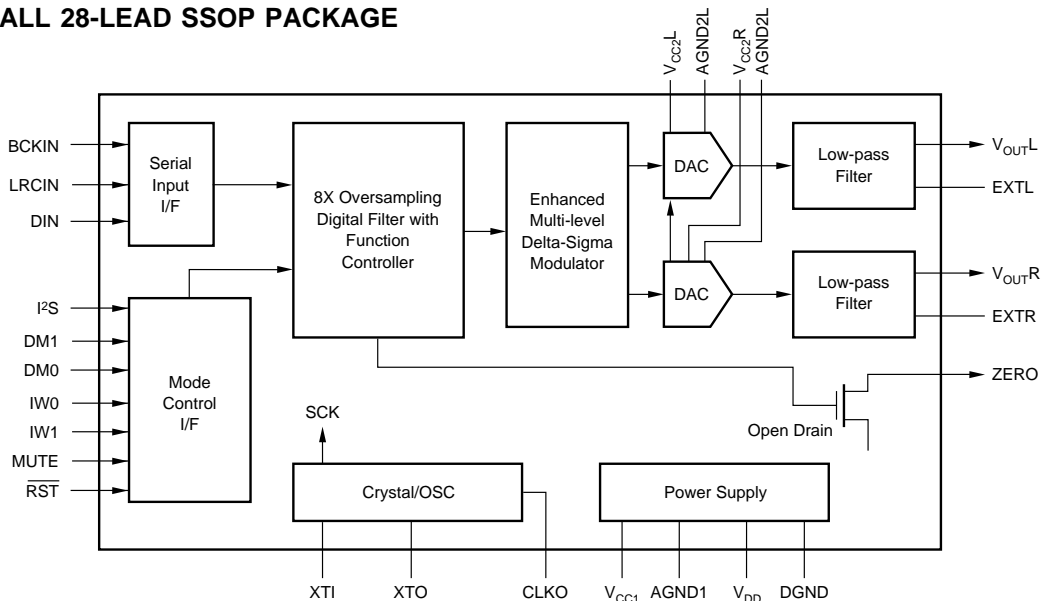 ALL 28-LEAD SSOP PACKAGE
VCC2L
AGND2L
VCC2R
AGND2L
BCKIN
LRCIN
DIN
Serial
Input
I/F
8X Oversampling
Digital Filter with
Function
Controller
Enhanced
Multi-level
Delta-Sigma
Modulator
DAC
Low-pass
Filter
VOUTL
EXTL
DAC
Low-pass
Filter
VOUTR
EXTR
I²S
DM1
DM0
IW0
IW1
MUTE
RST
Mode
Control
I/F
ZERO
Open Drain
SCK
Crystal/OSC
Power Supply
XTI
XTO
CLKO
VCC1
AGND1
VDD
DGND